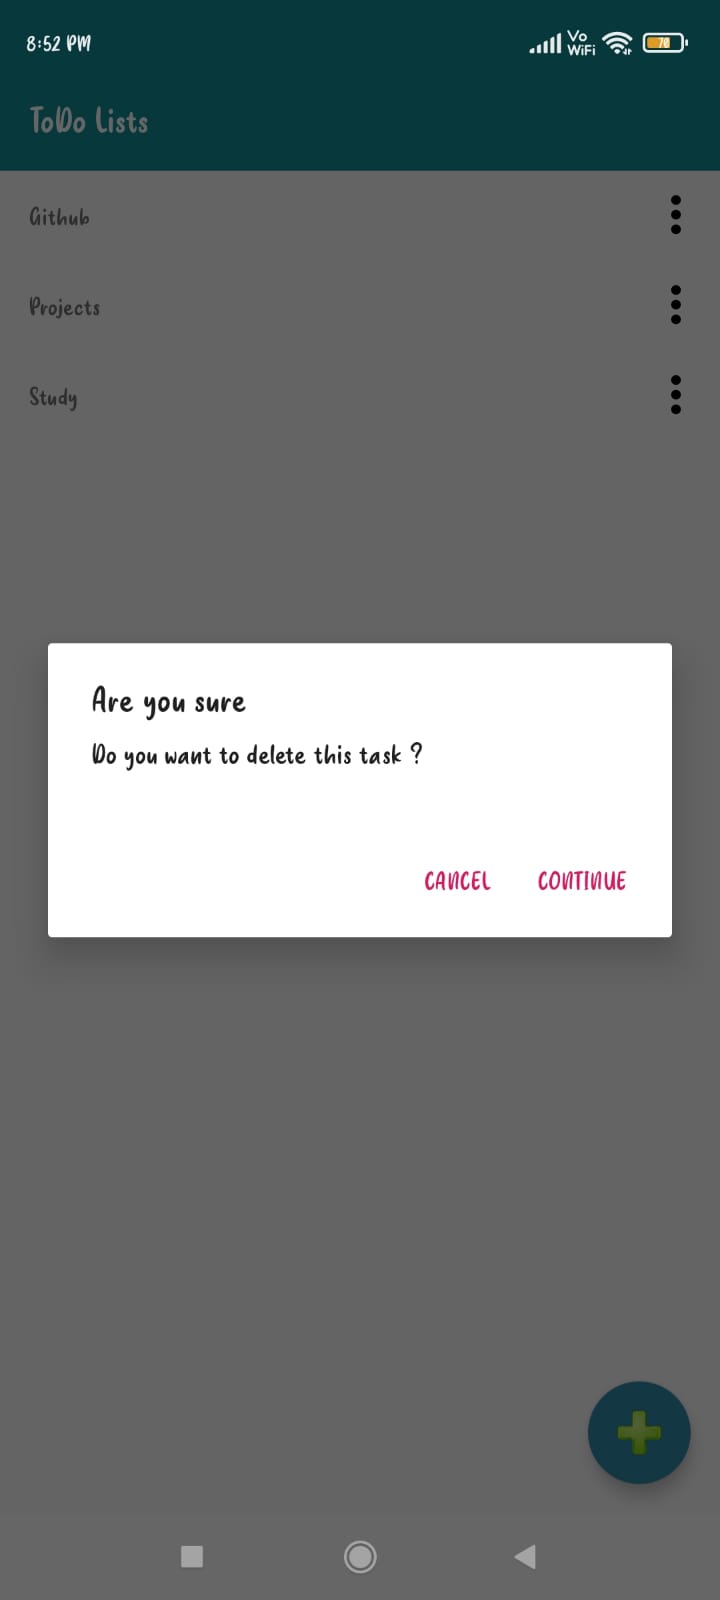 8:52 PM
Vo
WiFi
70
ToDo Lists
Github
Projects
Study
Are you sure
Do you want to delete this task ?
CANCEL
CONTINUE